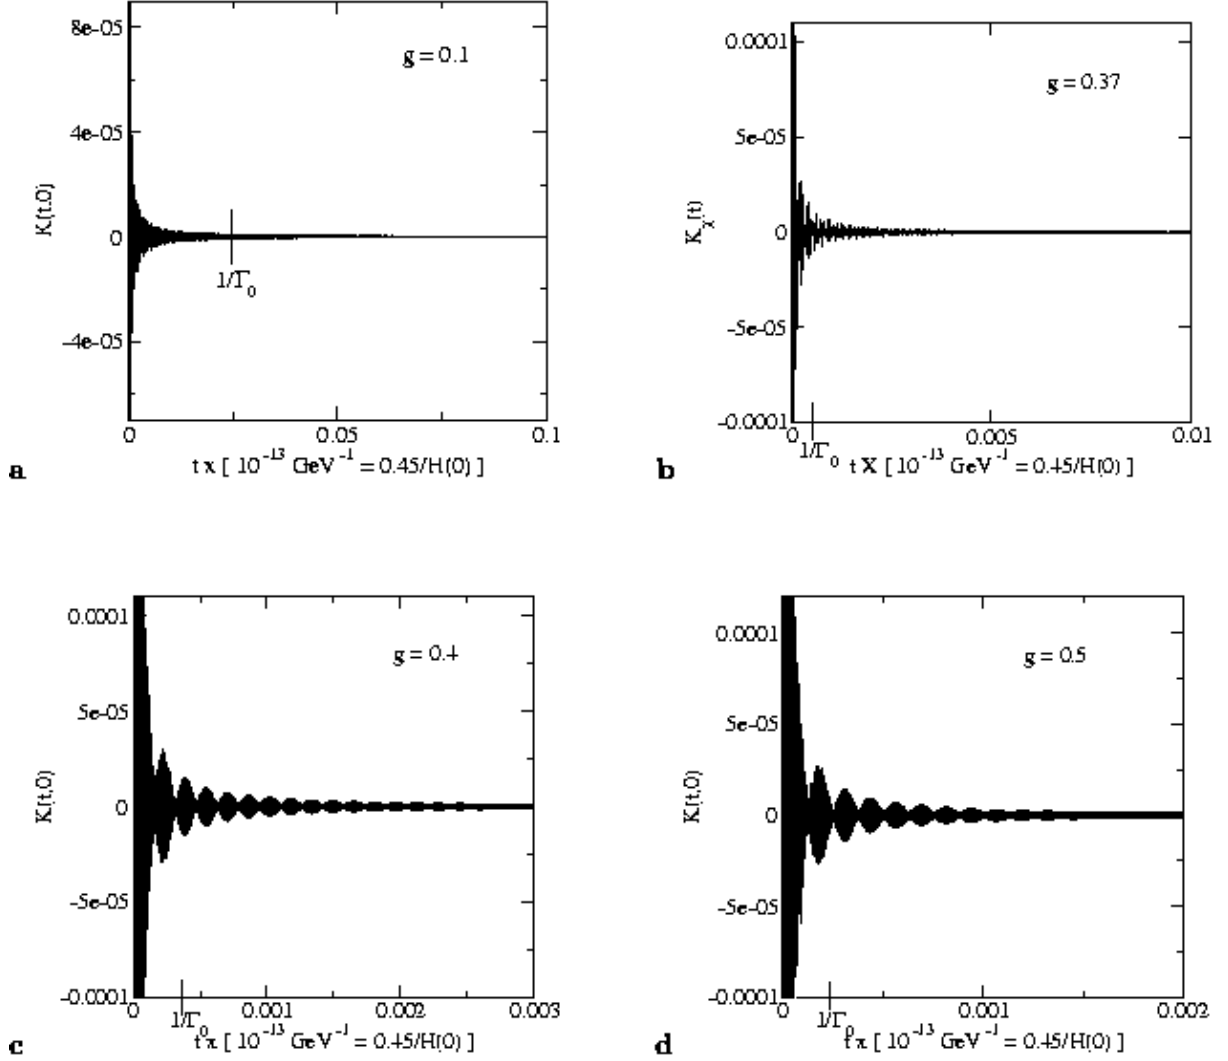 8e-05
g = 0.1
4e-05
K(t,0)
0
1/Γ₀
-4e-05
0 0.05 0.1
a
t x [ 10⁻¹³ GeV⁻¹ = 0.45/H(0) ]
0.0001
g = 0.37
5e-05
Kχ(t)
0
-5e-05
-0.0001
0 0.005 0.01
1/Γ₀
b
t X [ 10⁻¹³ GeV⁻¹ = 0.45/H(0) ]
0.0001
g = 0.4
5e-05
K(t,0)
0
-5e-05
-0.0001
0 0.001 0.002 0.003
1/Γ₀
c
t x [ 10⁻¹³ GeV⁻¹ = 0.45/H(0) ]
0.0001
g = 0.5
5e-05
K(t,0)
0
-5e-05
-0.0001
0 0.001 0.002
1/Γ₀
d
t x [ 10⁻¹³ GeV⁻¹ = 0.45/H(0) ]